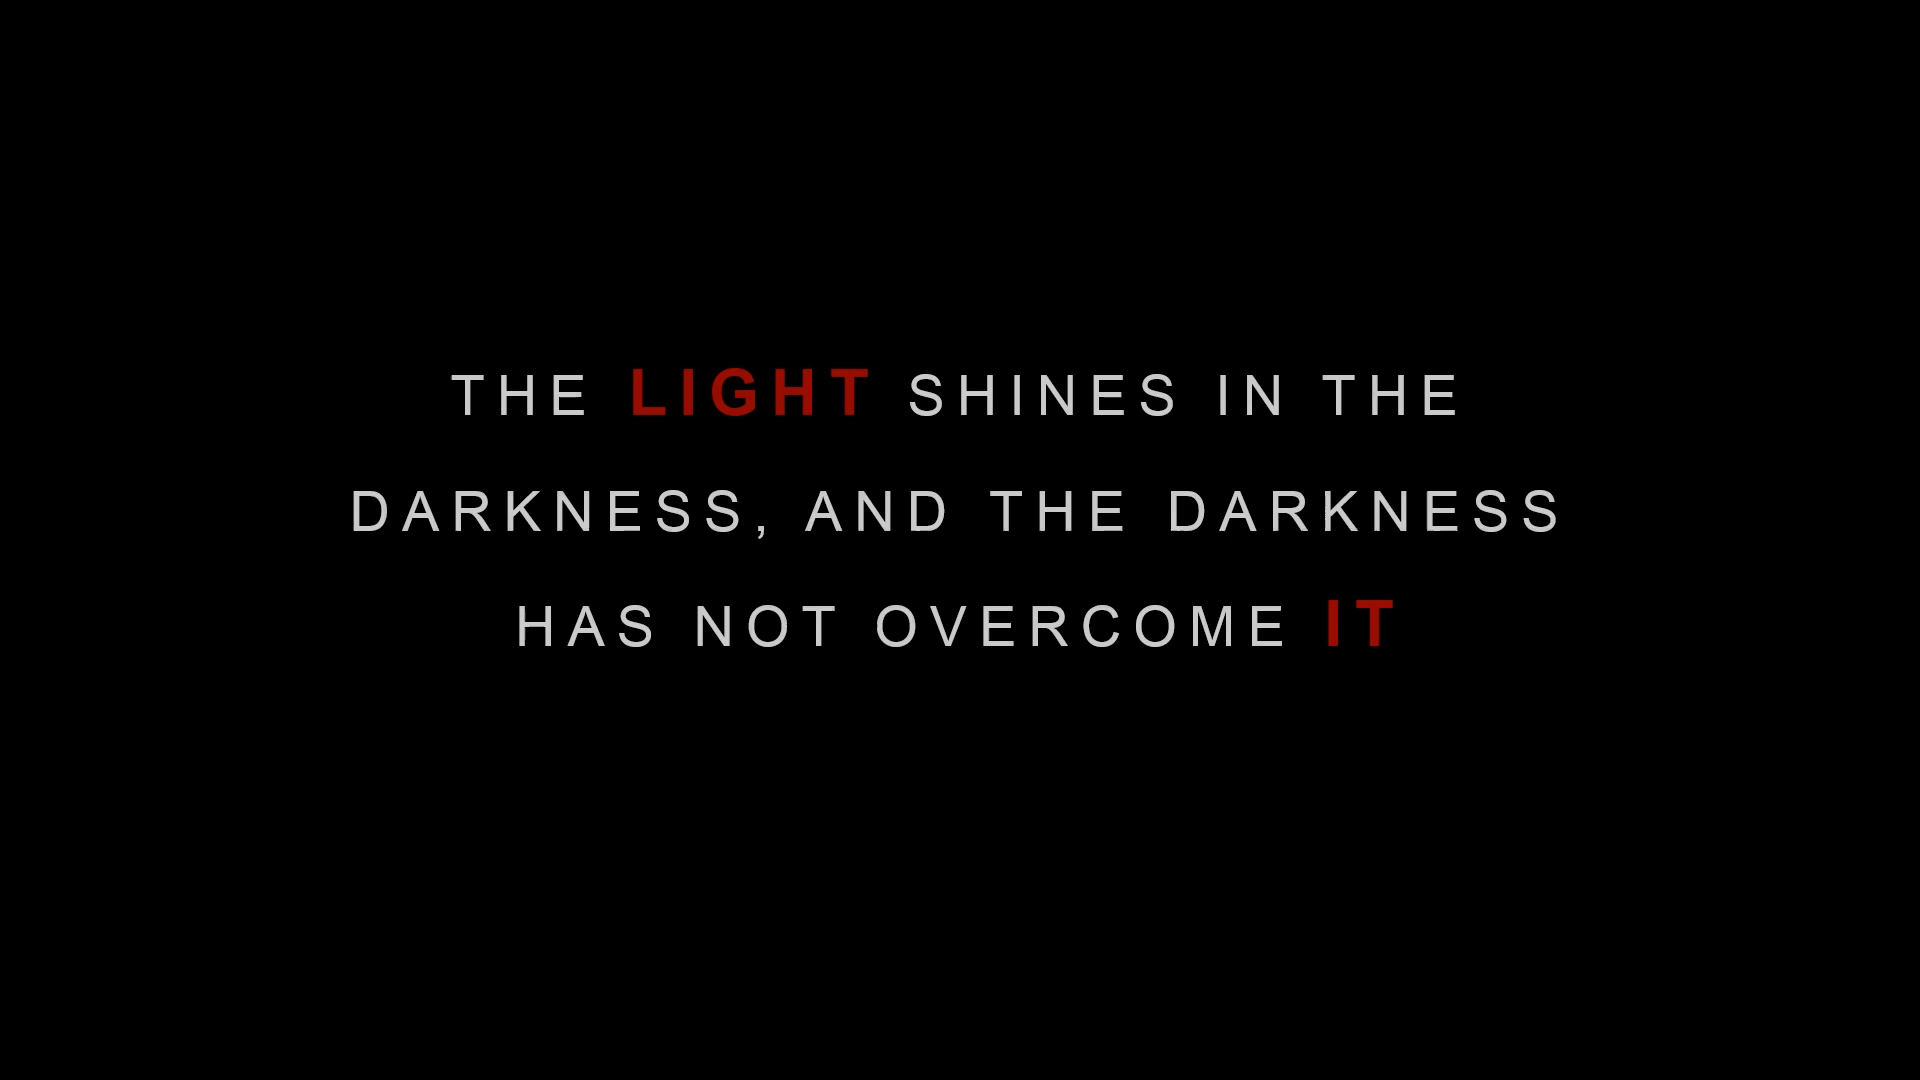 THE LIGHT SHINES IN THE
DARKNESS, AND THE DARKNESS
HAS NOT OVERCOME IT